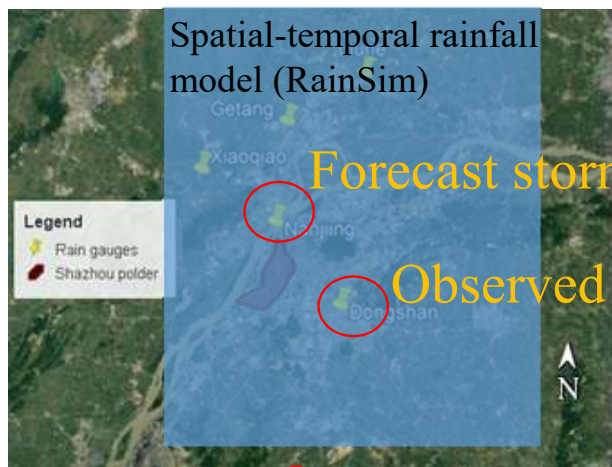 Spatial-temporal rainfall
model (RainSim)
Getang
Xiaoqiao
Forecast storm
Nanjing
Legend
Rain gauges
Shazhou polder
Observed
Dongshan
N